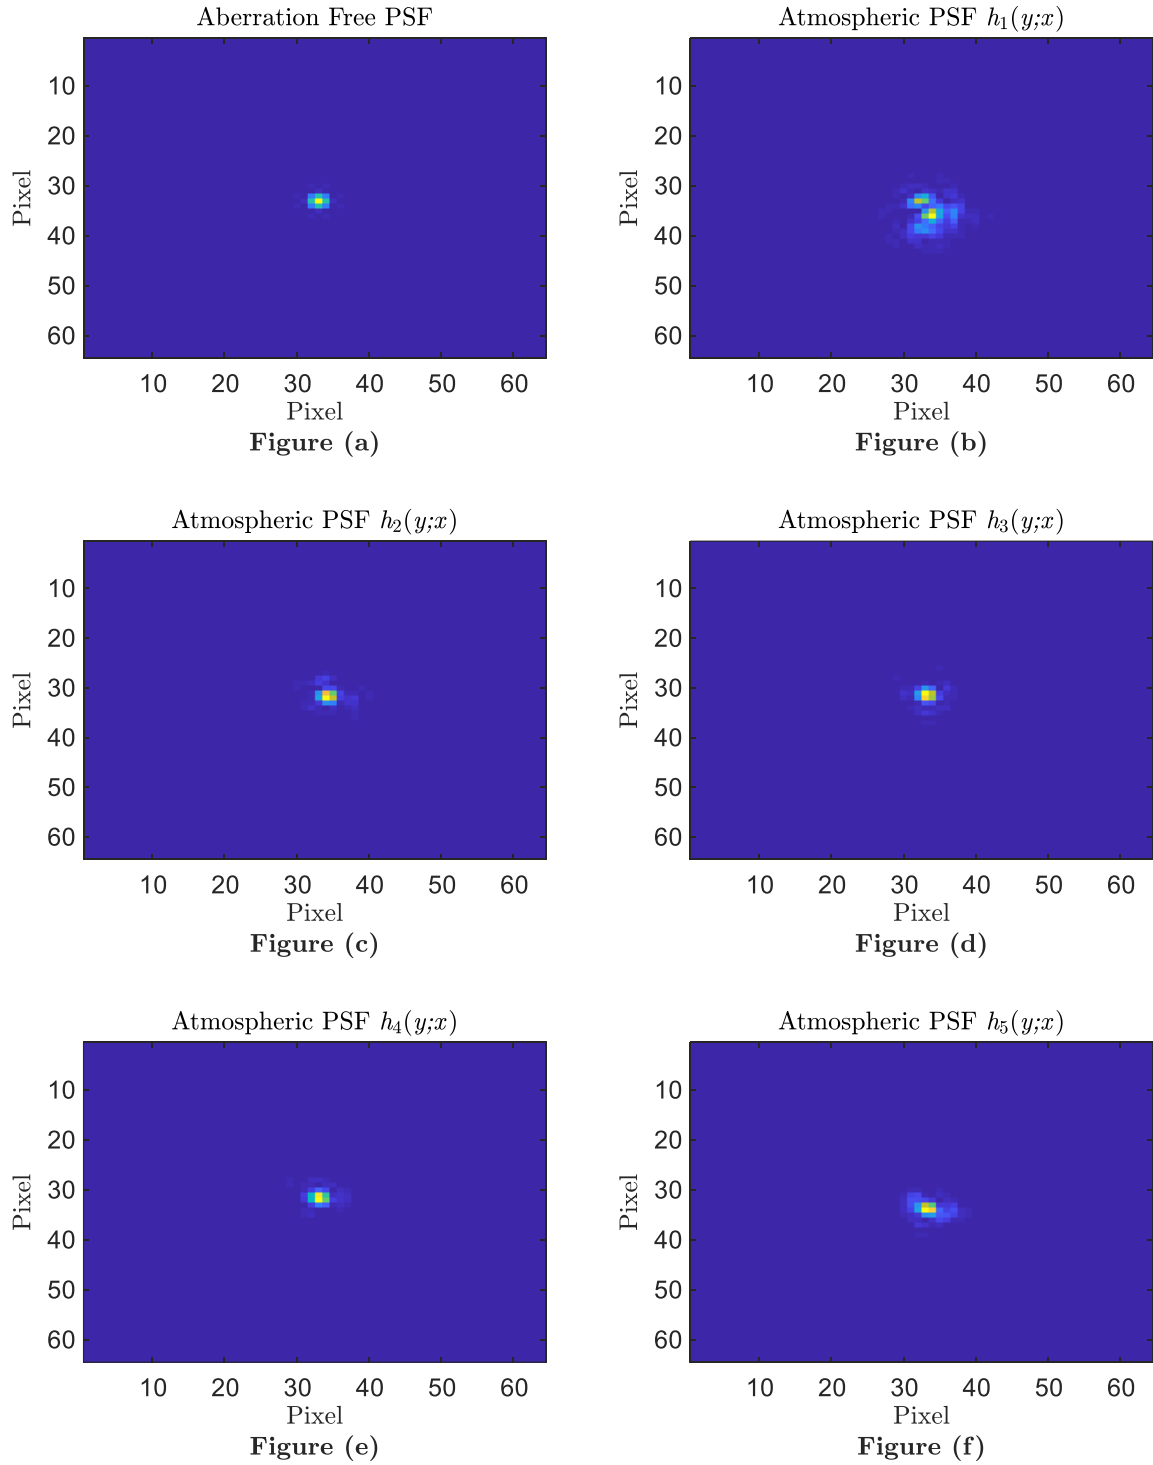 Aberration Free PSF
10
20
30
40
50
60
Pixel
10 20 30 40 50 60
Pixel
Figure (a)
Atmospheric PSF h₁(y;x)
10
20
30
40
50
60
Pixel
10 20 30 40 50 60
Pixel
Figure (b)
Atmospheric PSF h₂(y;x)
10
20
30
40
50
60
Pixel
10 20 30 40 50 60
Pixel
Figure (c)
Atmospheric PSF h₃(y;x)
10
20
30
40
50
60
Pixel
10 20 30 40 50 60
Pixel
Figure (d)
Atmospheric PSF h₄(y;x)
10
20
30
40
50
60
Pixel
10 20 30 40 50 60
Pixel
Figure (e)
Atmospheric PSF h₅(y;x)
10
20
30
40
50
60
Pixel
10 20 30 40 50 60
Pixel
Figure (f)